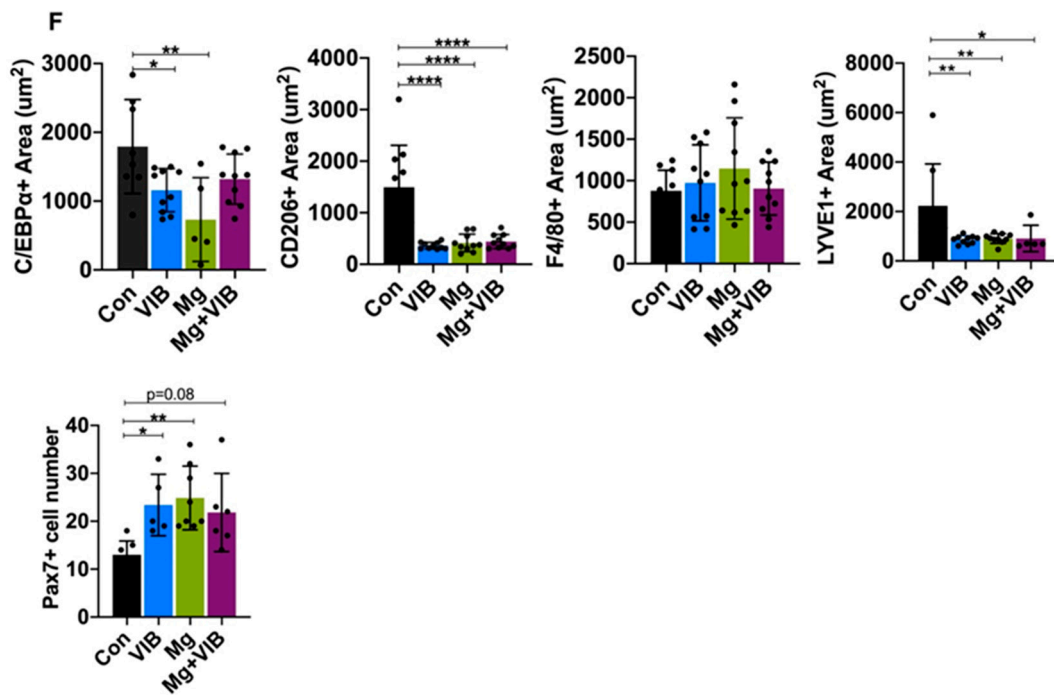 F
C/EBPα+ Area (um²)
3000
2000
1000
0
**
*
Con
VIB
Mg
Mg+VIB
CD206+ Area (um²)
4000
3000
2000
1000
0
****
****
****
Con
VIB
Mg
Mg+VIB
F4/80+ Area (um²)
2500
2000
1500
1000
500
0
Con
VIB
Mg
Mg+VIB
LYVE1+ Area (um²)
8000
6000
4000
2000
0
*
**
**
Con
VIB
Mg
Mg+VIB
Pax7+ cell number
40
30
20
10
0
p=0.08
**
*
Con
VIB
Mg
Mg+VIB